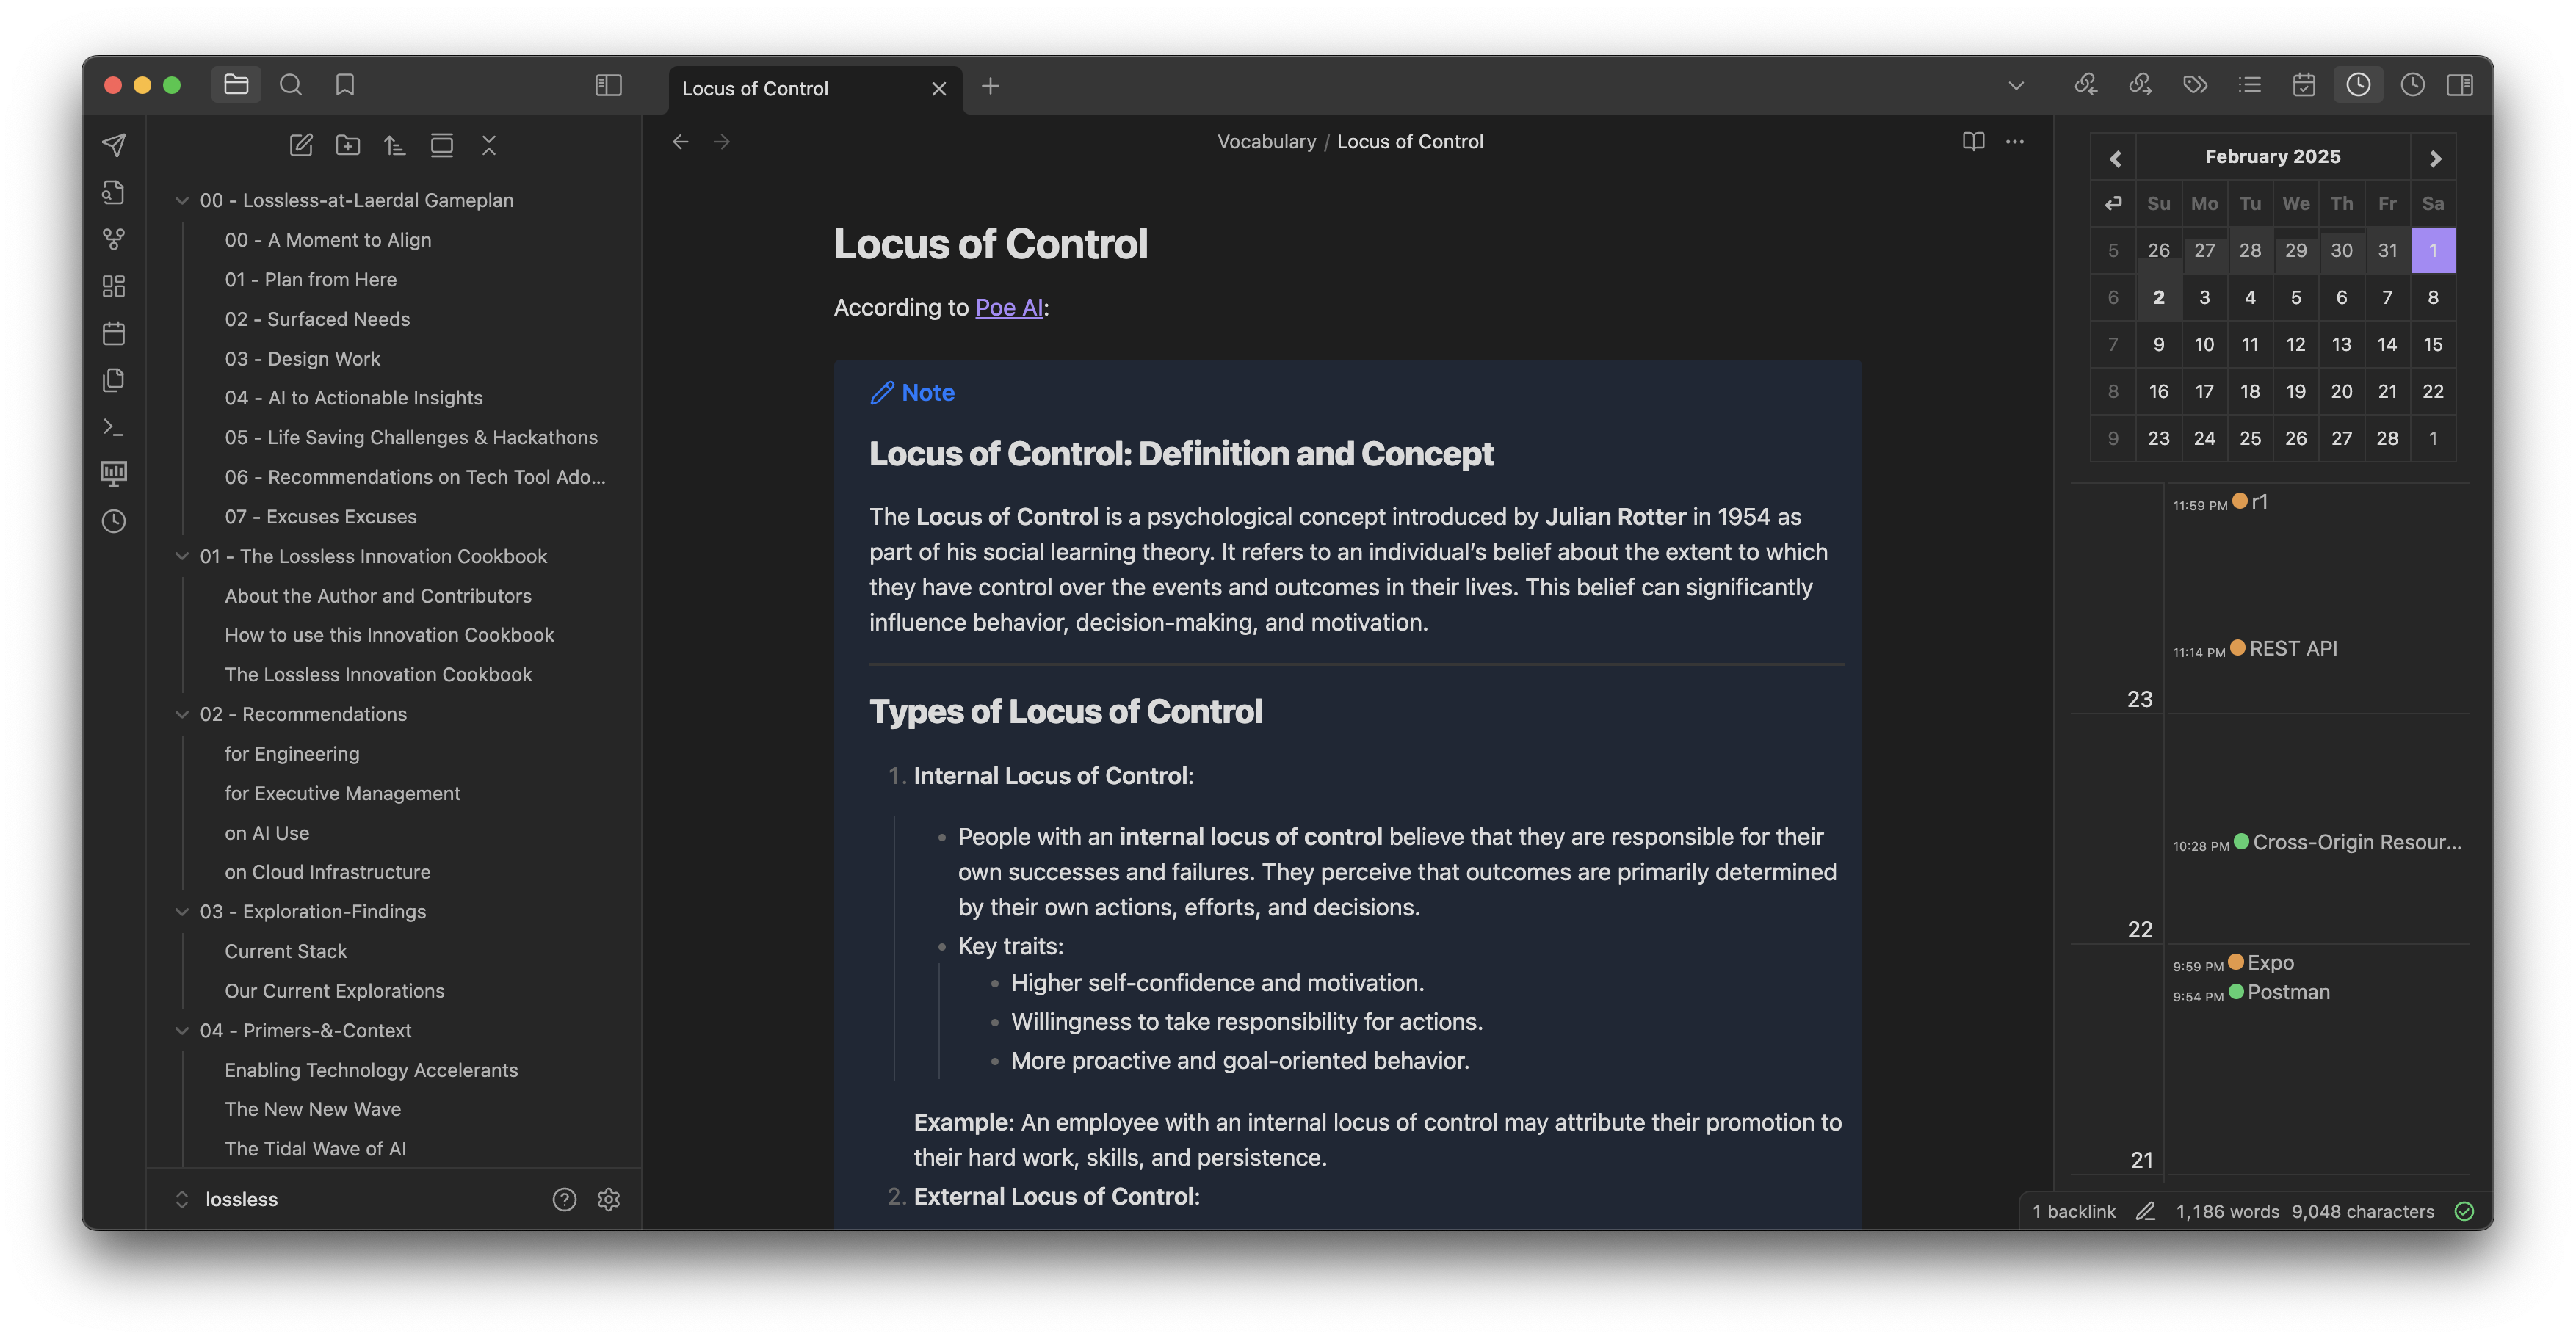 Locus of Control
Vocabulary / Locus of Control
00 - Lossless-at-Laerdal Gameplan
00 - A Moment to Align
01 - Plan from Here
02 - Surfaced Needs
03 - Design Work
04 - AI to Actionable Insights
05 - Life Saving Challenges & Hackathons
06 - Recommendations on Tech Tool Ado...
07 - Excuses Excuses
01 - The Lossless Innovation Cookbook
About the Author and Contributors
How to use this Innovation Cookbook
The Lossless Innovation Cookbook
02 - Recommendations
for Engineering
for Executive Management
on AI Use
on Cloud Infrastructure
03 - Exploration-Findings
Current Stack
Our Current Explorations
04 - Primers-&-Context
Enabling Technology Accelerants
The New New Wave
The Tidal Wave of AI
lossless
Locus of Control
According to Poe AI:
Note
Locus of Control: Definition and Concept
The Locus of Control is a psychological concept introduced by Julian Rotter in 1954 as
part of his social learning theory. It refers to an individual’s belief about the extent to which
they have control over the events and outcomes in their lives. This belief can significantly
influence behavior, decision-making, and motivation.
Types of Locus of Control
1. Internal Locus of Control:
People with an internal locus of control believe that they are responsible for their
own successes and failures. They perceive that outcomes are primarily determined
by their own actions, efforts, and decisions.
Key traits:
Higher self-confidence and motivation.
Willingness to take responsibility for actions.
More proactive and goal-oriented behavior.
Example: An employee with an internal locus of control may attribute their promotion to
their hard work, skills, and persistence.
2. External Locus of Control:
February 2025
Su Mo Tu We Th Fr Sa
5 26 27 28 29 30 31 1
6 2 3 4 5 6 7 8
7 9 10 11 12 13 14 15
8 16 17 18 19 20 21 22
9 23 24 25 26 27 28 1
11:59 PM r1
11:14 PM REST API
23
10:28 PM Cross-Origin Resour...
22
9:59 PM Expo
9:54 PM Postman
21
1 backlink 1,186 words 9,048 characters